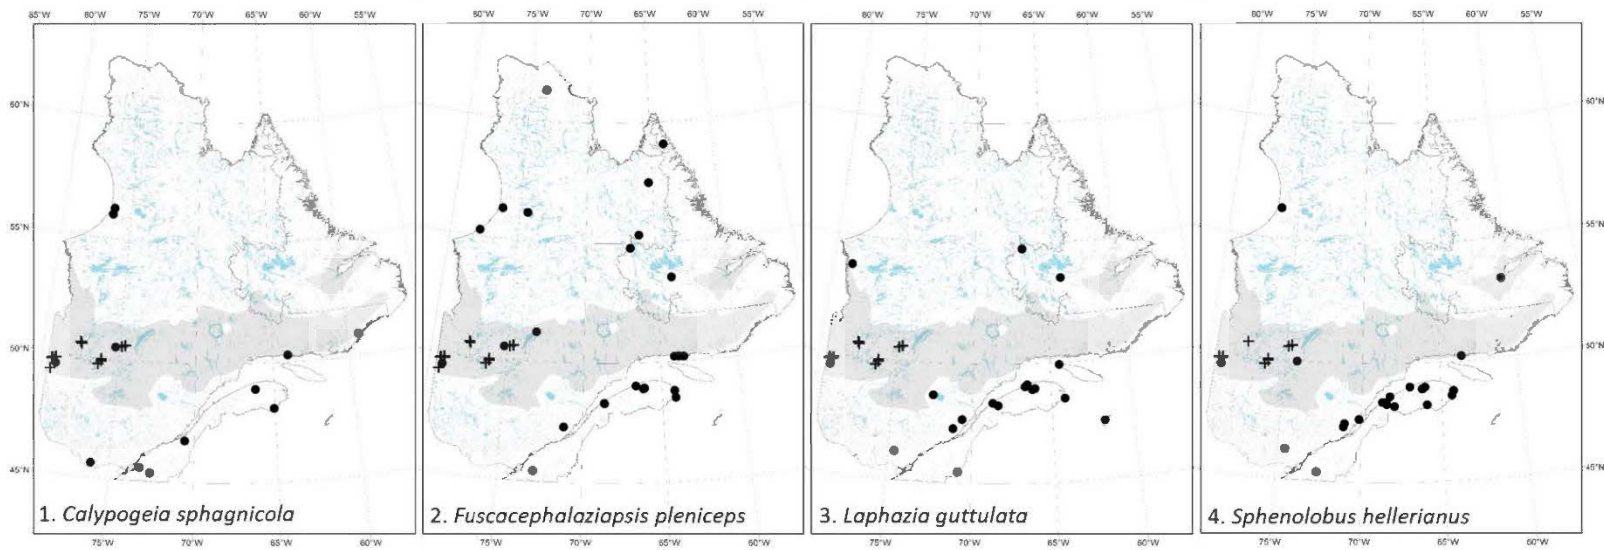 85°W 80°W 75°W 70°W 65°W 60°W 55°W
80°W 75°W 70°W 65°W 60°W 55°W
80°W 75°W 70°W 65°W 60°W 55°W
80°W 75°W 70°W 65°W 60°W 55°W
60°N
55°N
50°N
45°N
60°N
55°N
50°N
45°N
1. Calypogeia sphagnicola
2. Fuscacephalaziapsis pleniceps
3. Laphazia guttulata
4. Sphenolobus hellerianus
75°W 70°W 65°W 60°W
75°W 70°W 65°W 60°W
75°W 70°W 65°W 60°W
75°W 70°W 65°W 60°W